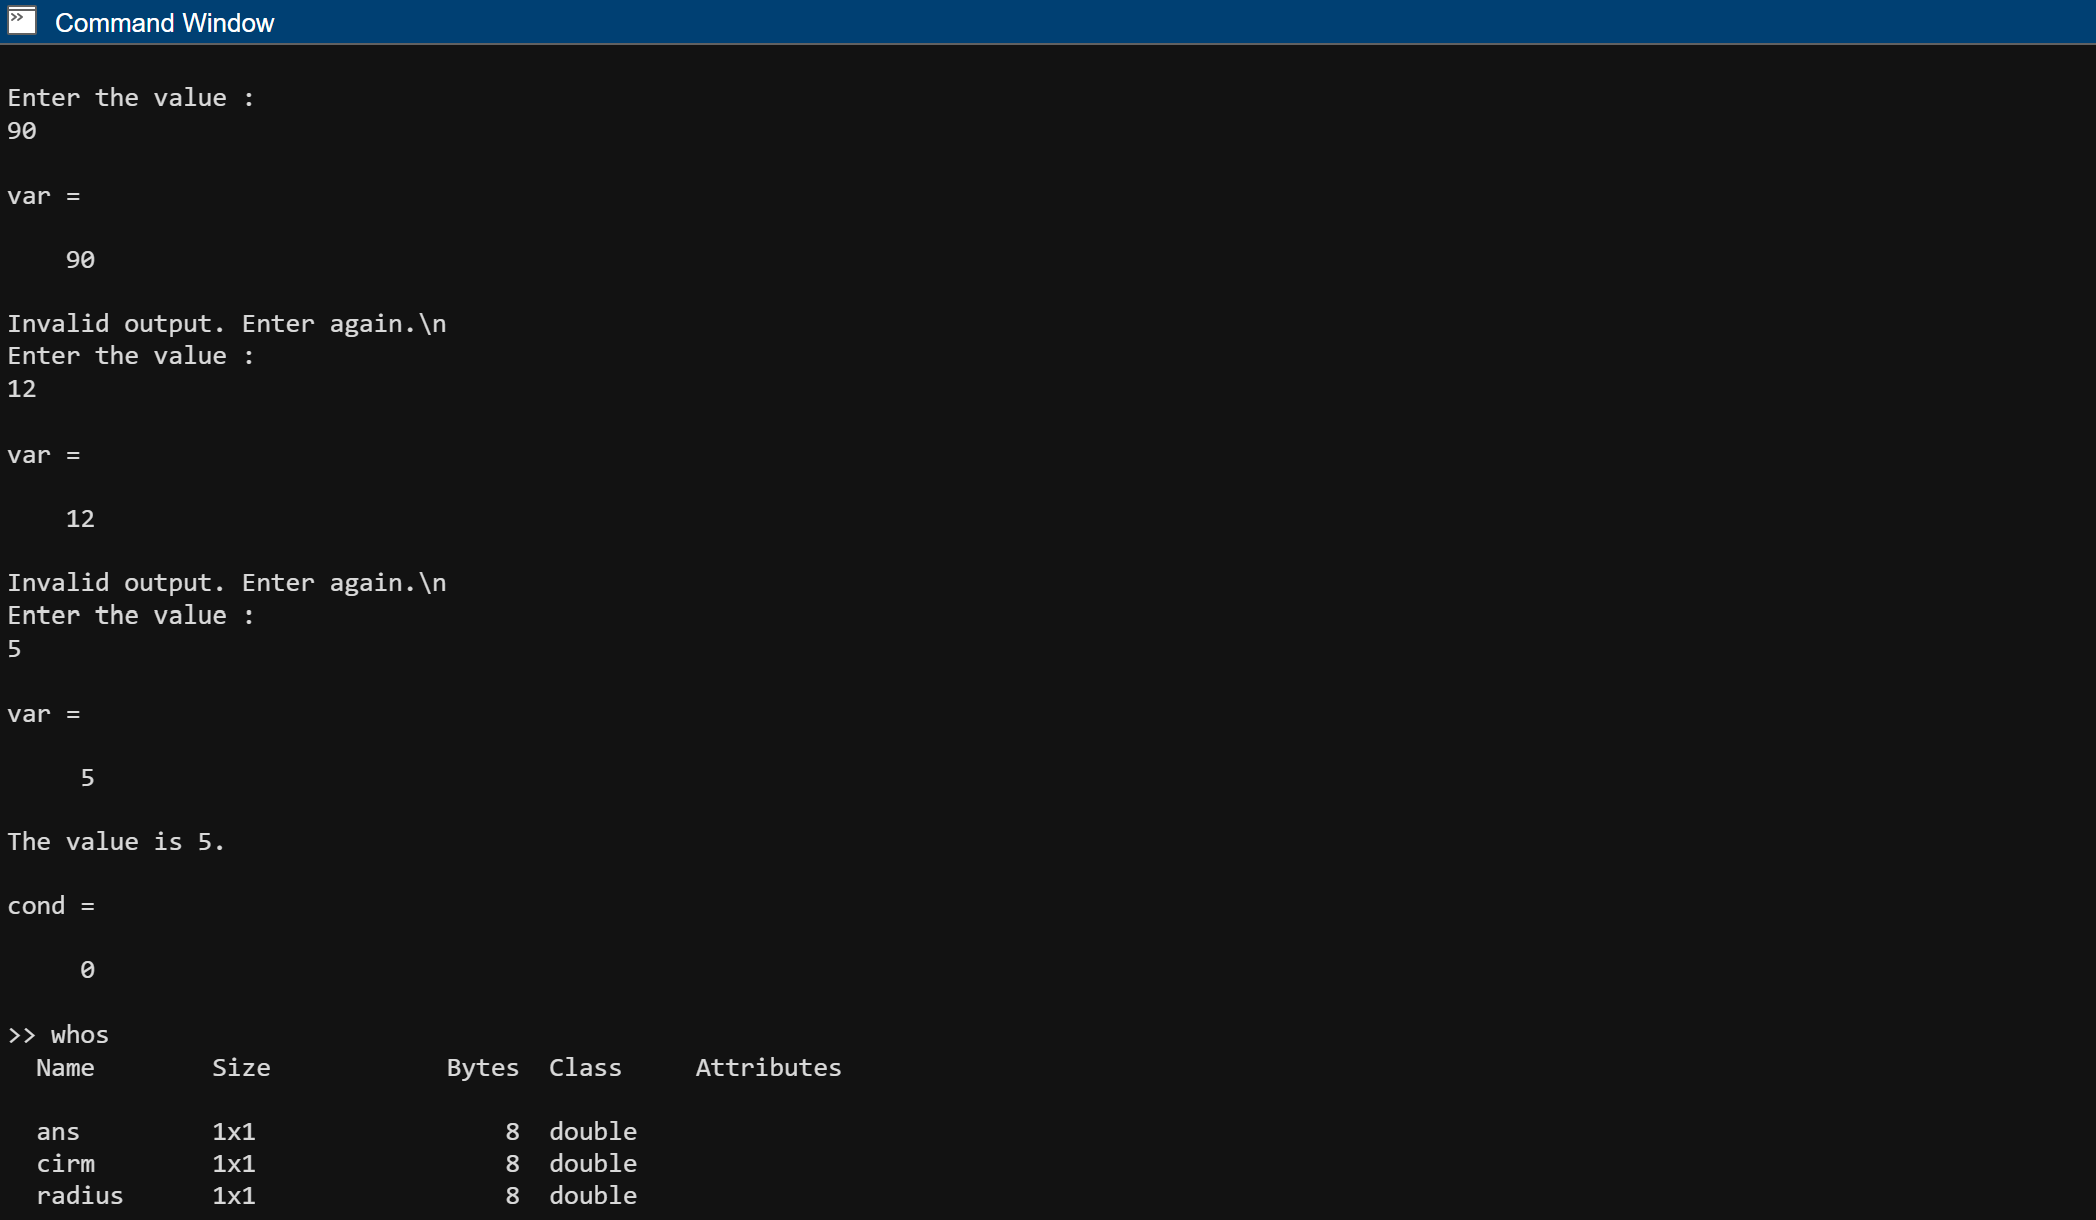 Command Window
Enter the value :
90
var =
90
Invalid output. Enter again.\n
Enter the value :
12
var =
12
Invalid output. Enter again.\n
Enter the value :
5
var =
5
The value is 5.
cond =
0
>> whos
Name        Size            Bytes  Class     Attributes
ans         1x1                 8  double
cirm        1x1                 8  double
radius      1x1                 8  double